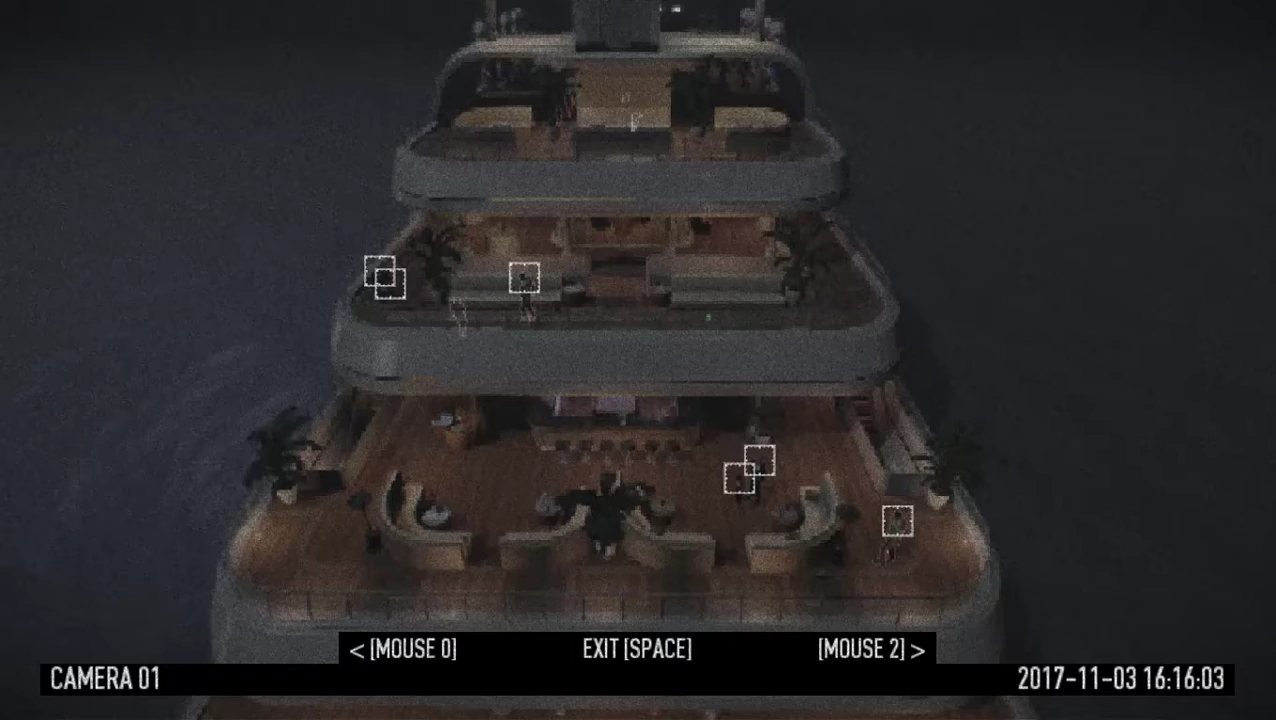 < [MOUSE 0] EXIT [SPACE] [MOUSE 2] >
CAMERA 01 2017-11-03 16:16:03